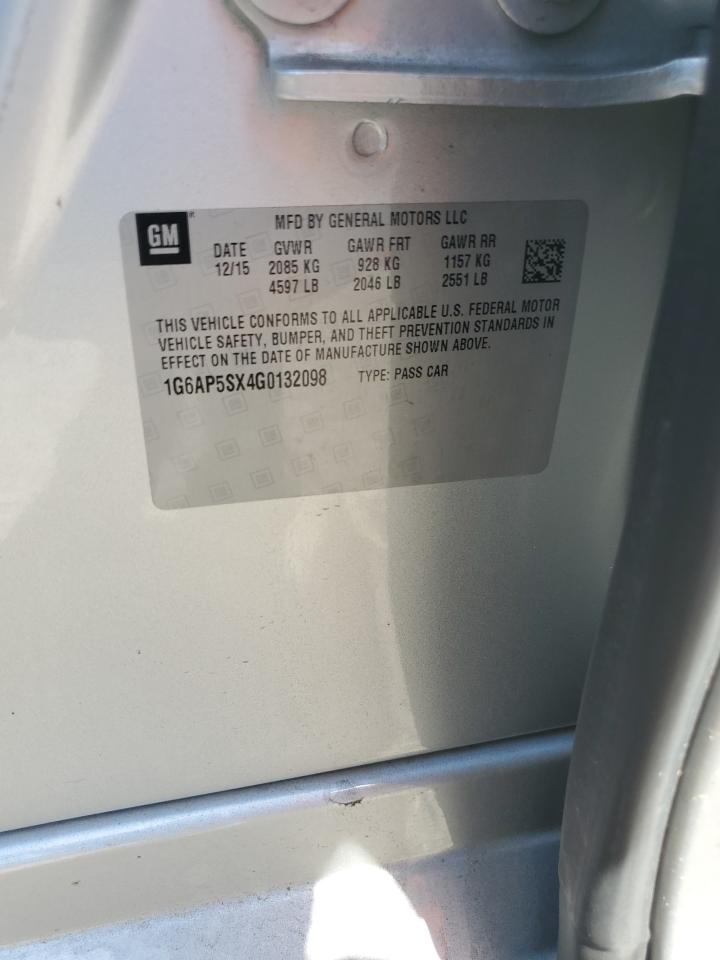 GM
MFD BY GENERAL MOTORS LLC
DATE GVWR GAWR FRT GAWR RR
12/15 2085 KG 928 KG 1157 KG
4597 LB 2046 LB 2551 LB
THIS VEHICLE CONFORMS TO ALL APPLICABLE U.S. FEDERAL MOTOR
VEHICLE SAFETY, BUMPER, AND THEFT PREVENTION STANDARDS IN
EFFECT ON THE DATE OF MANUFACTURE SHOWN ABOVE.
1G6AP5SX4G0132098 TYPE: PASS CAR